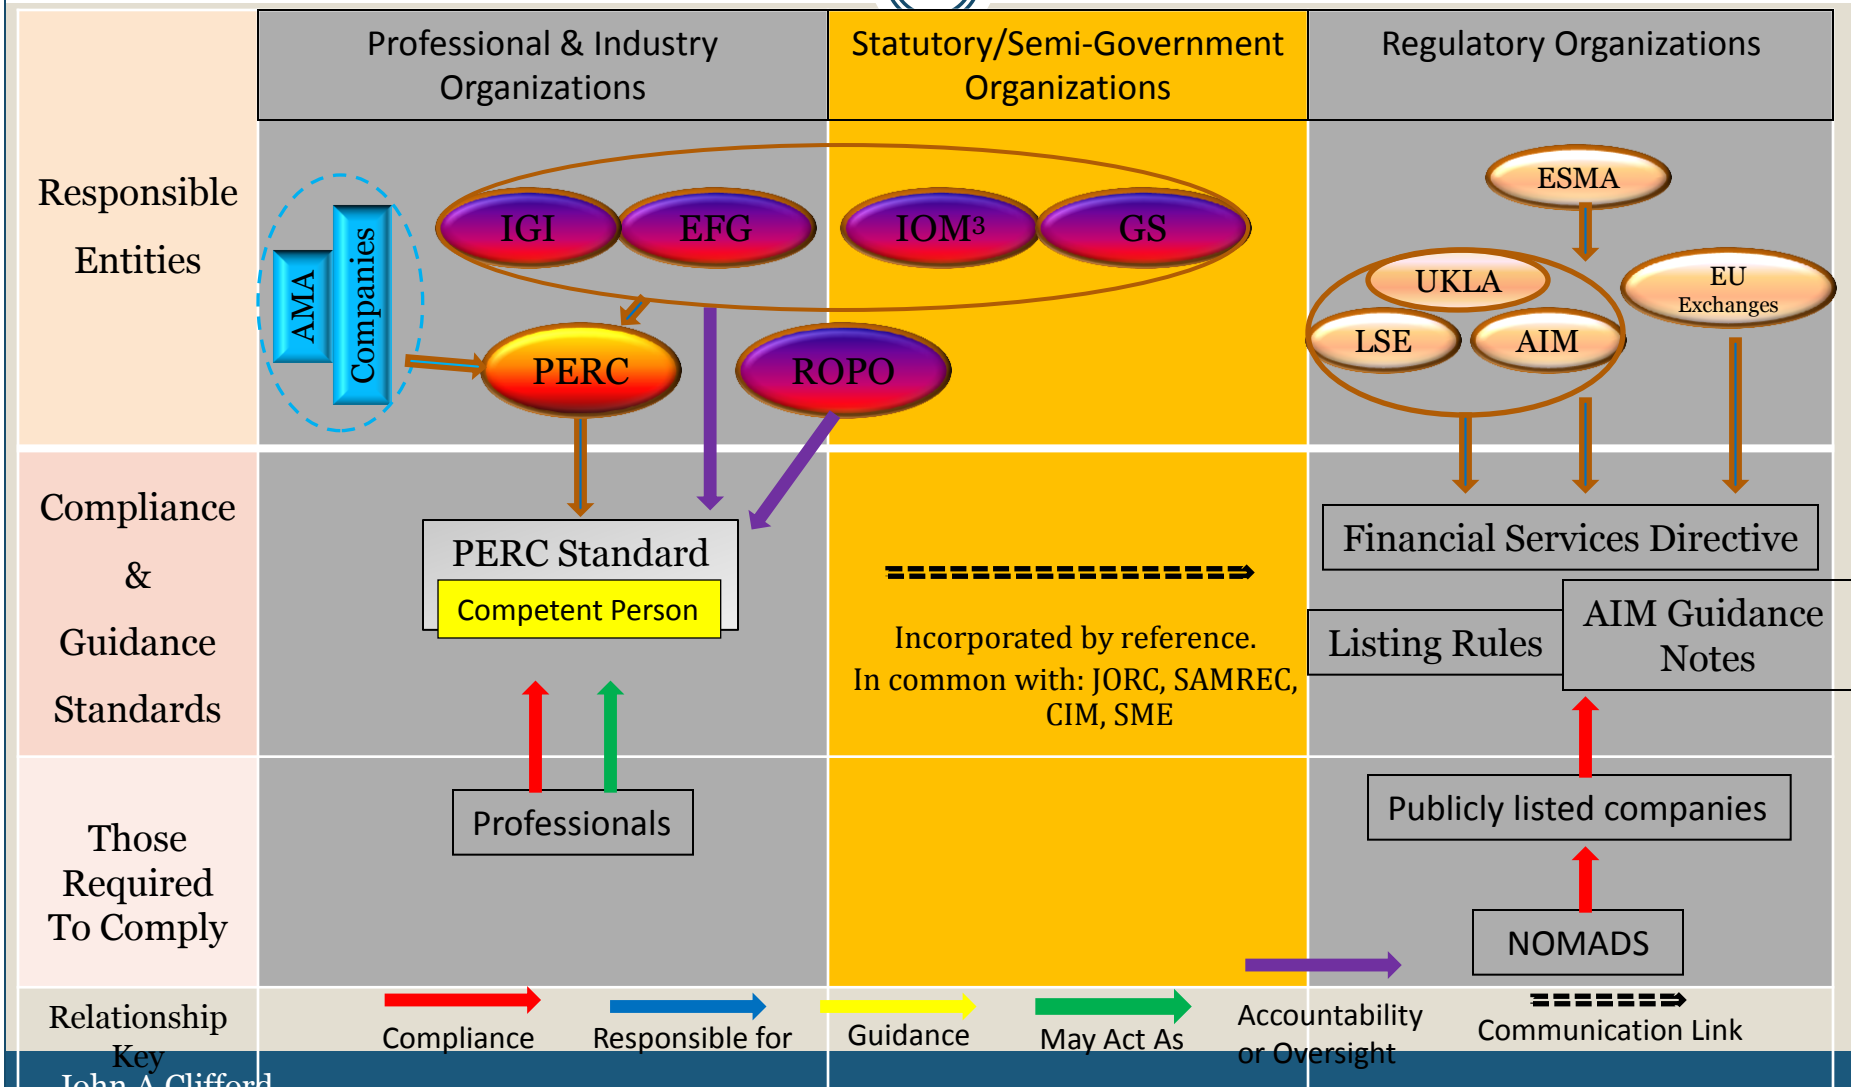 Professional & Industry
Organizations
Statutory/Semi-Government
Organizations
Regulatory Organizations
Responsible
Entities
AMA
Companies
IGI
EFG
IOM³
GS
PERC
ROPO
ESMA
UKLA
LSE
AIM
EU
Exchanges
Compliance
&
Guidance
Standards
PERC Standard
Competent Person
Incorporated by reference.
In common with: JORC, SAMREC,
CIM, SME
Financial Services Directive
Listing Rules
AIM Guidance
Notes
Those
Required
To Comply
Professionals
Publicly listed companies
NOMADS
Relationship
Key
Compliance
Responsible for
Guidance
May Act As
Accountability
or Oversight
Communication Link
John A Clifford